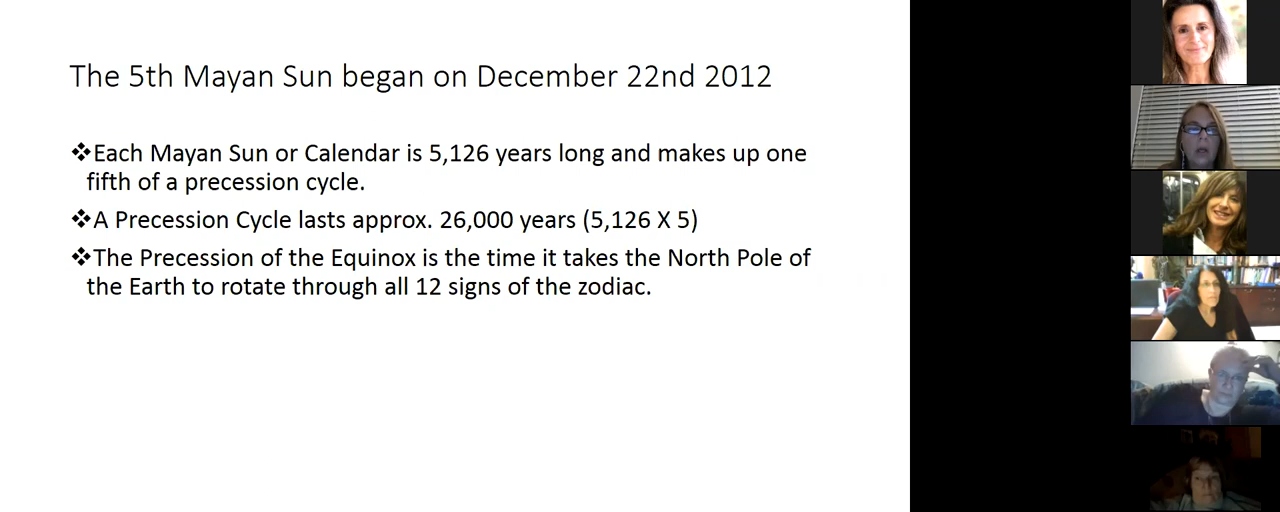 The 5th Mayan Sun began on December 22nd 2012
❖Each Mayan Sun or Calendar is 5,126 years long and makes up one
fifth of a precession cycle.
❖A Precession Cycle lasts approx. 26,000 years (5,126 X 5)
❖The Precession of the Equinox is the time it takes the North Pole of
the Earth to rotate through all 12 signs of the zodiac.